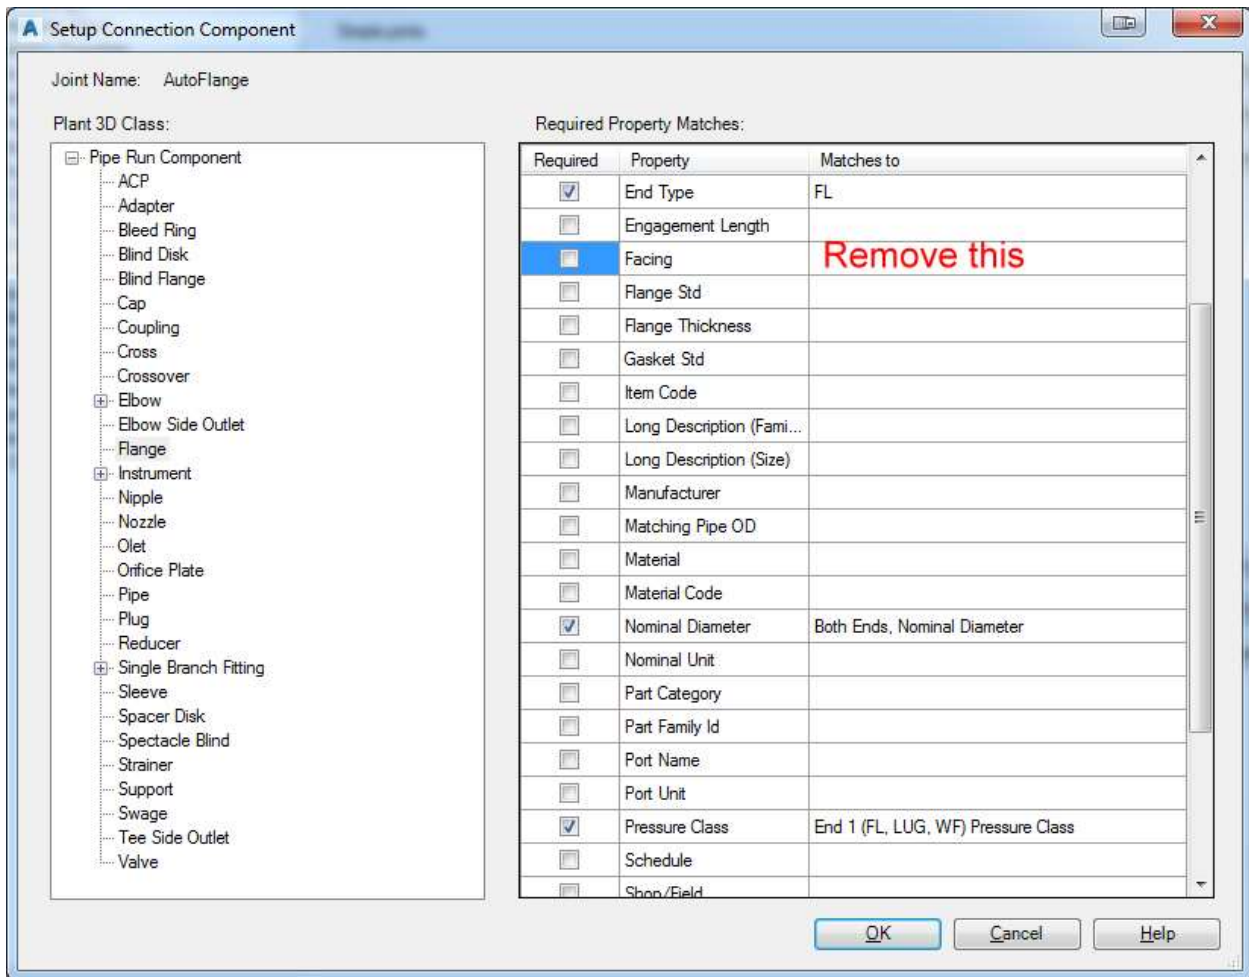 Setup Connection Component
Joint Name: AutoFlange
Plant 3D Class:
Pipe Run Component
ACP
Adapter
Bleed Ring
Blind Disk
Blind Flange
Cap
Coupling
Cross
Crossover
Elbow
Elbow Side Outlet
Flange
Instrument
Nipple
Nozzle
Olet
Orifice Plate
Pipe
Plug
Reducer
Single Branch Fitting
Sleeve
Spacer Disk
Spectacle Blind
Strainer
Support
Swage
Tee Side Outlet
Valve
Required Property Matches:
Required Property Matches to
End Type FL
Engagement Length
Facing Remove this
Flange Std
Flange Thickness
Gasket Std
Item Code
Long Description (Fami...
Long Description (Size)
Manufacturer
Matching Pipe OD
Material
Material Code
Nominal Diameter Both Ends, Nominal Diameter
Nominal Unit
Part Category
Part Family Id
Port Name
Port Unit
Pressure Class End 1 (FL, LUG, WF) Pressure Class
Schedule
Shop/Field
OK Cancel Help